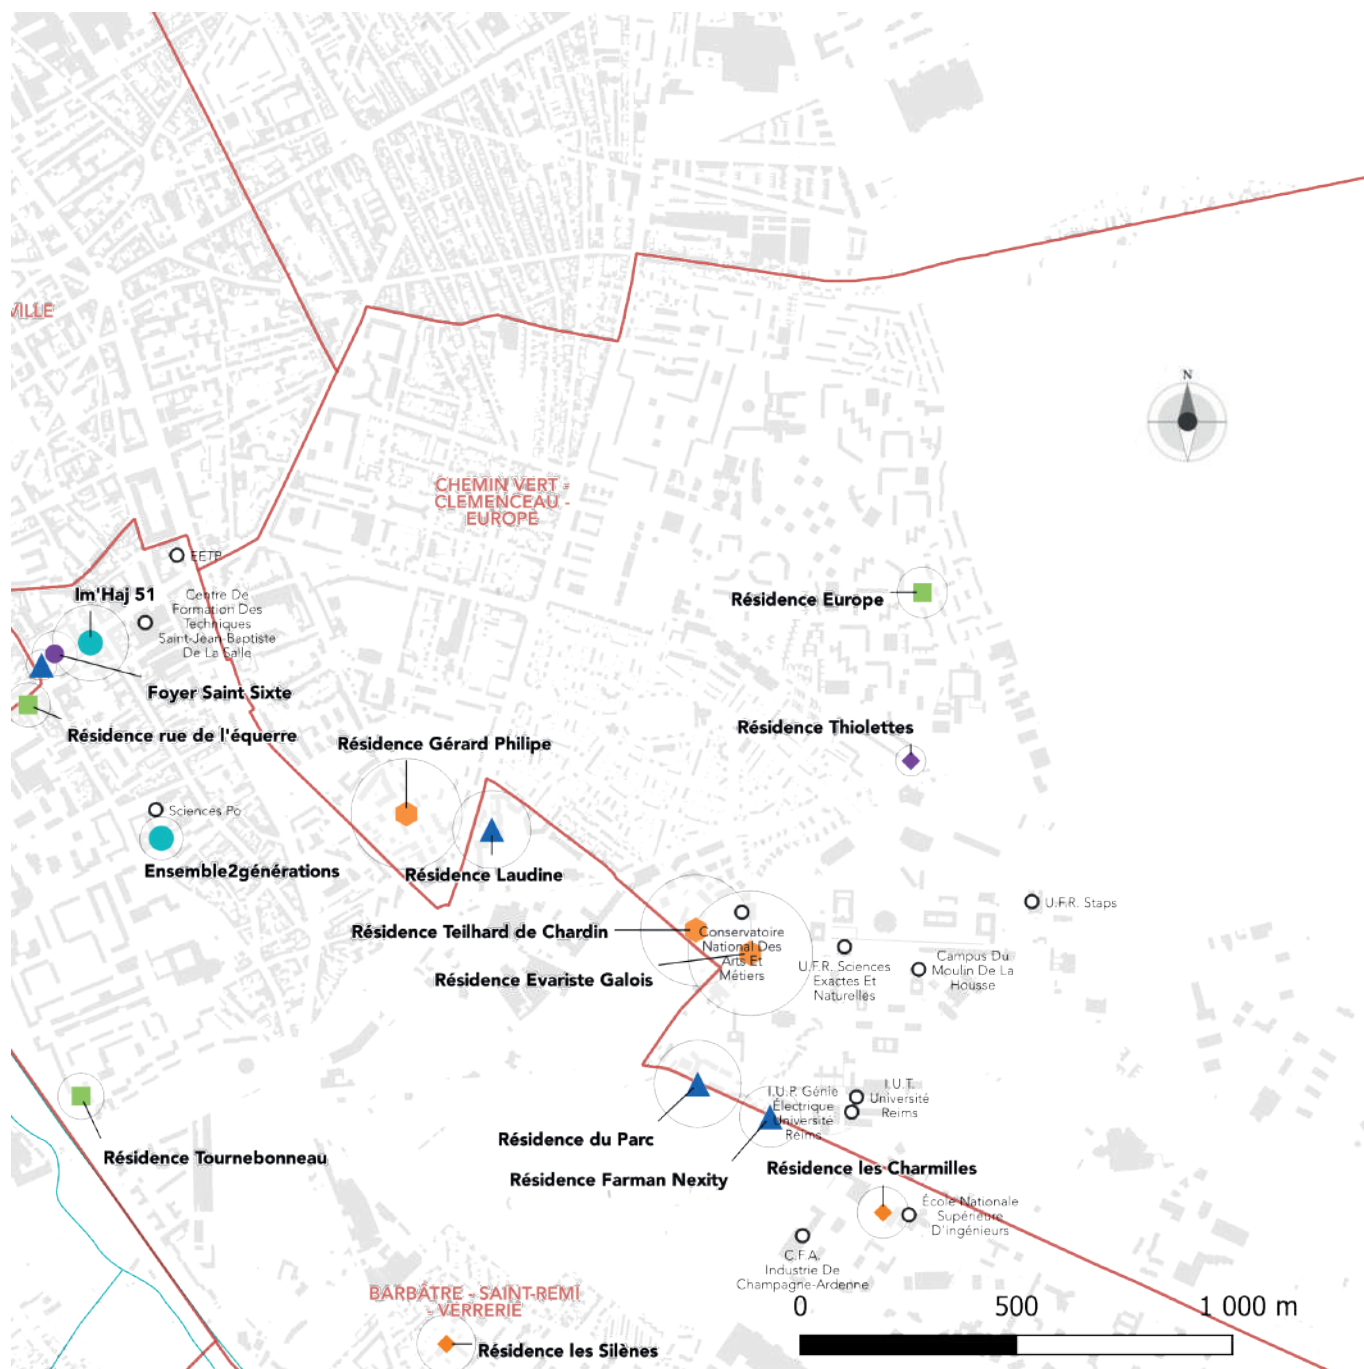 VILLE
N
CHEMIN VERT -
CLEMENCEAU -
EUROPE
EETP
Im'Haj 51
Centre De
Formation Des
Techniques
Saint-Jean-Baptiste
De La Salle
Résidence Europe
Foyer Saint Sixte
Résidence rue de l'équerre
Résidence Thiolettes
Résidence Gérard Philipe
Sciences Po
Ensemble2générations
Résidence Laudine
U.F.R. Staps
Résidence Teilhard de Chardin
Conservatoire
National Des
Arts Et
Métiers
Résidence Evariste Galois
U.F.R. Sciences
Exactes Et
Naturelles
Campus Du
Moulin De La
Housse
I.U.P. Génie
Électrique
Université
Reims
I.U.T.
Université
Reims
Résidence du Parc
Résidence Tournebonneau
Résidence Farman Nexity
Résidence les Charmilles
École Nationale
Supérieure
D'ingénieurs
C.F.A.
Industrie De
Champagne-Ardenne
BARBÂTRE - SAINT-REMI
- VERRERIE
0 500 1 000 m
Résidence les Silènes